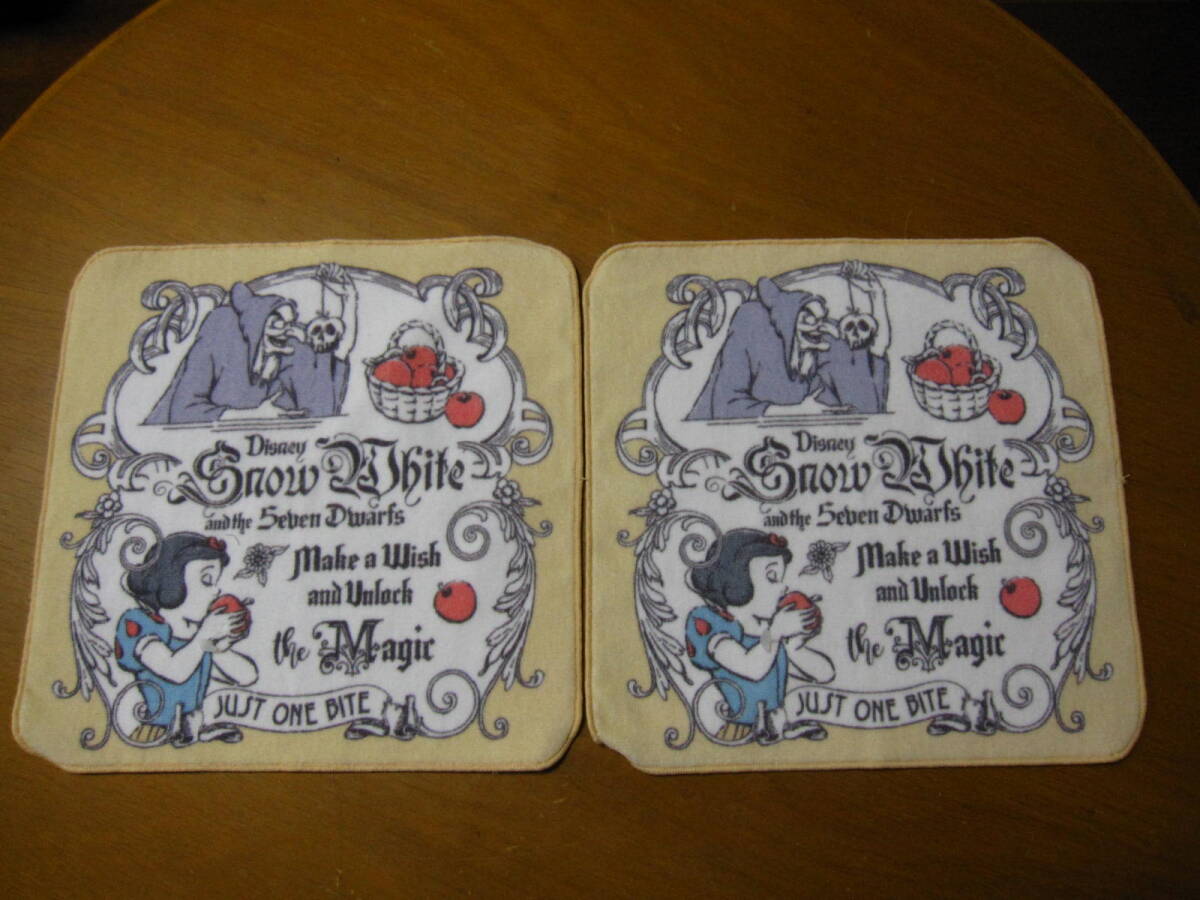 Disney
Snow White
and the Seven Dwarfs
Make a Wish
and Unlock
the Magic
JUST ONE BITE
Disney
Snow White
and the Seven Dwarfs
Make a Wish
and Unlock
the Magic
JUST ONE BITE